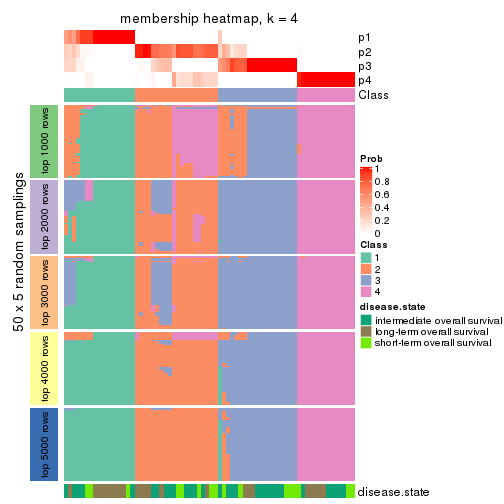 membership heatmap, k = 4
p1
p2
p3
p4
Class
50 x 5 random samplings
top 1000 rows
top 2000 rows
top 3000 rows
top 4000 rows
top 5000 rows
Prob
1
0.8
0.6
0.4
0.2
0
Class
1
2
3
4
disease.state
intermediate overall survival
long-term overall survival
short-term overall survival
disease.state